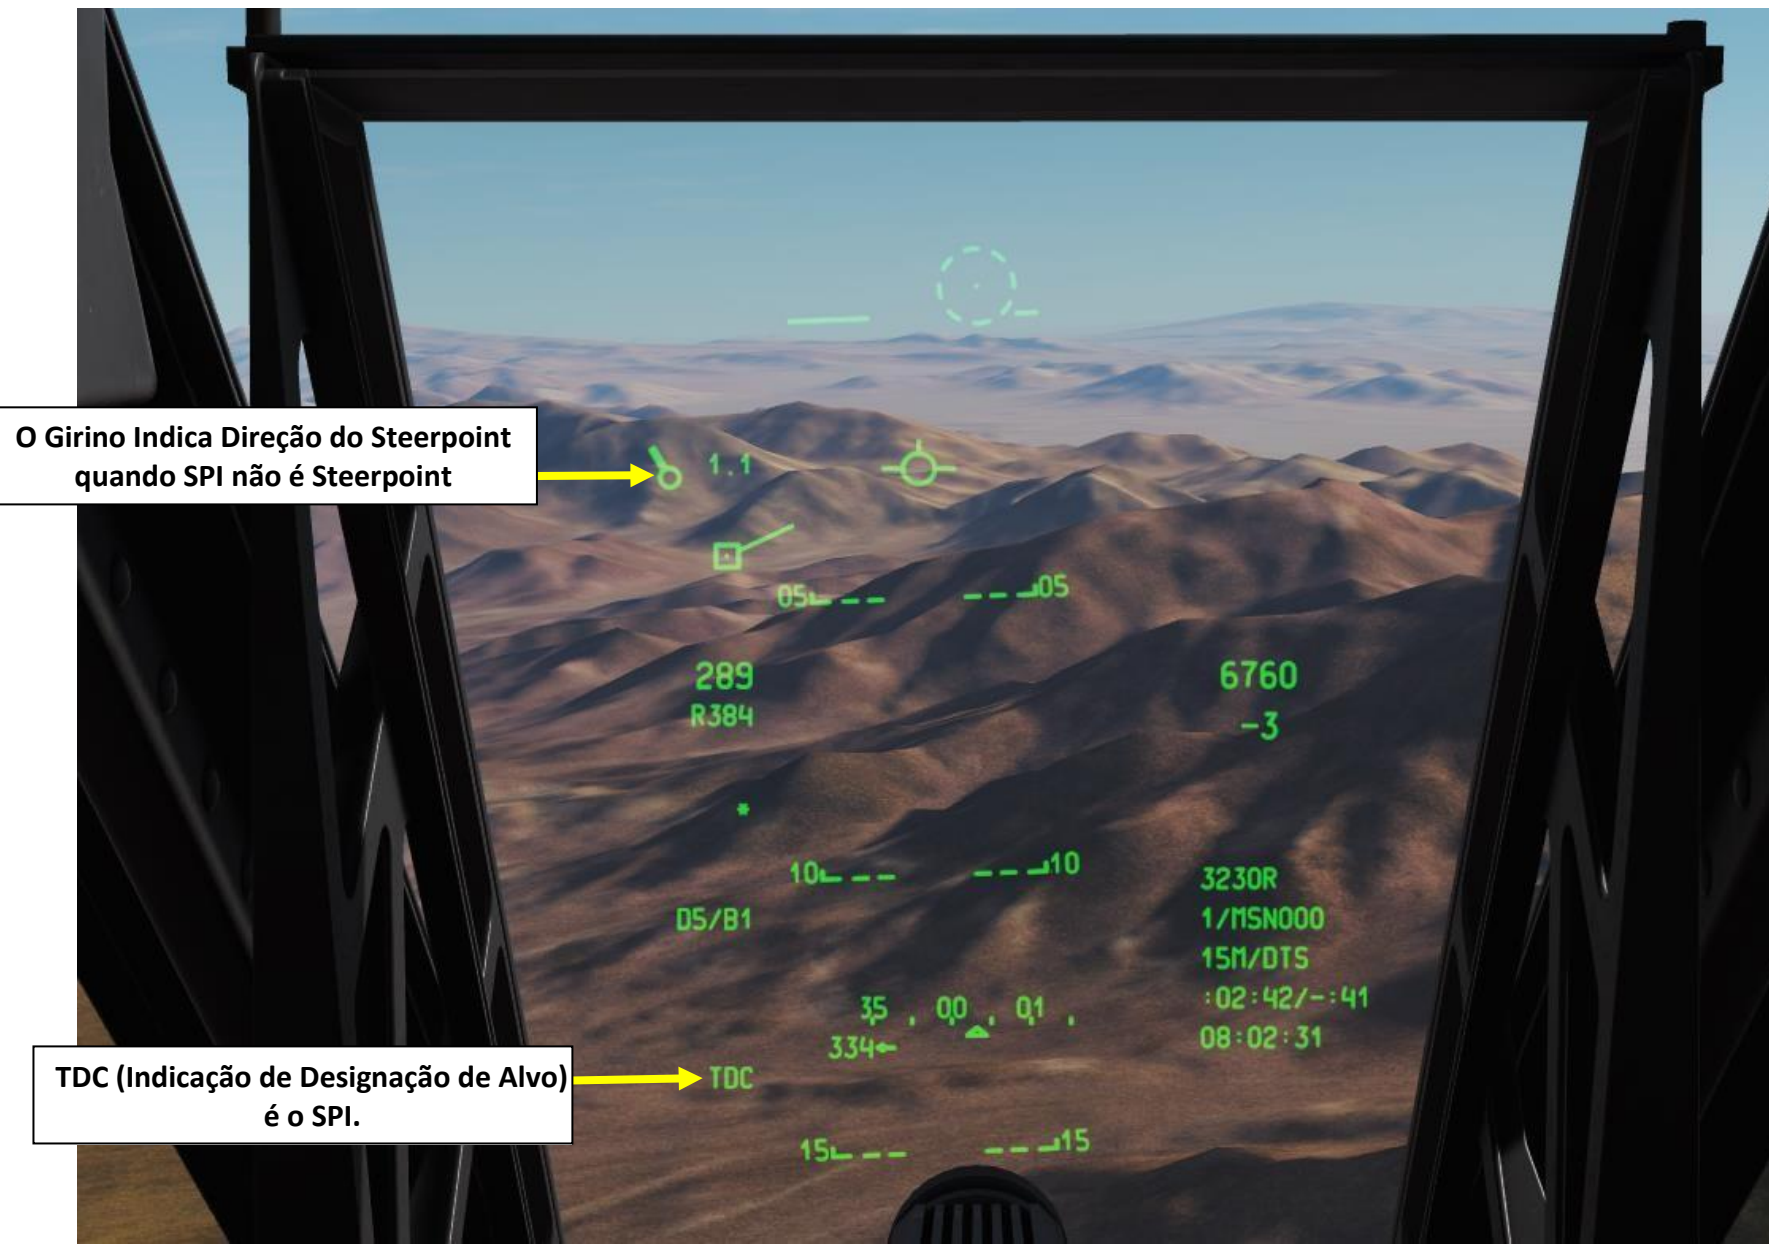 O Girino Indica Direção do Steerpoint
quando SPI não é Steerpoint
1.1
05 05
289 6760
R384 -3
*
10 10
3230R
D5/B1 1/MSN000
15M/DTS
:02:42/-:41
35 , 00 , 01 ,
08:02:31
334←
TDC (Indicação de Designação de Alvo)
é o SPI.
TDC
15 15